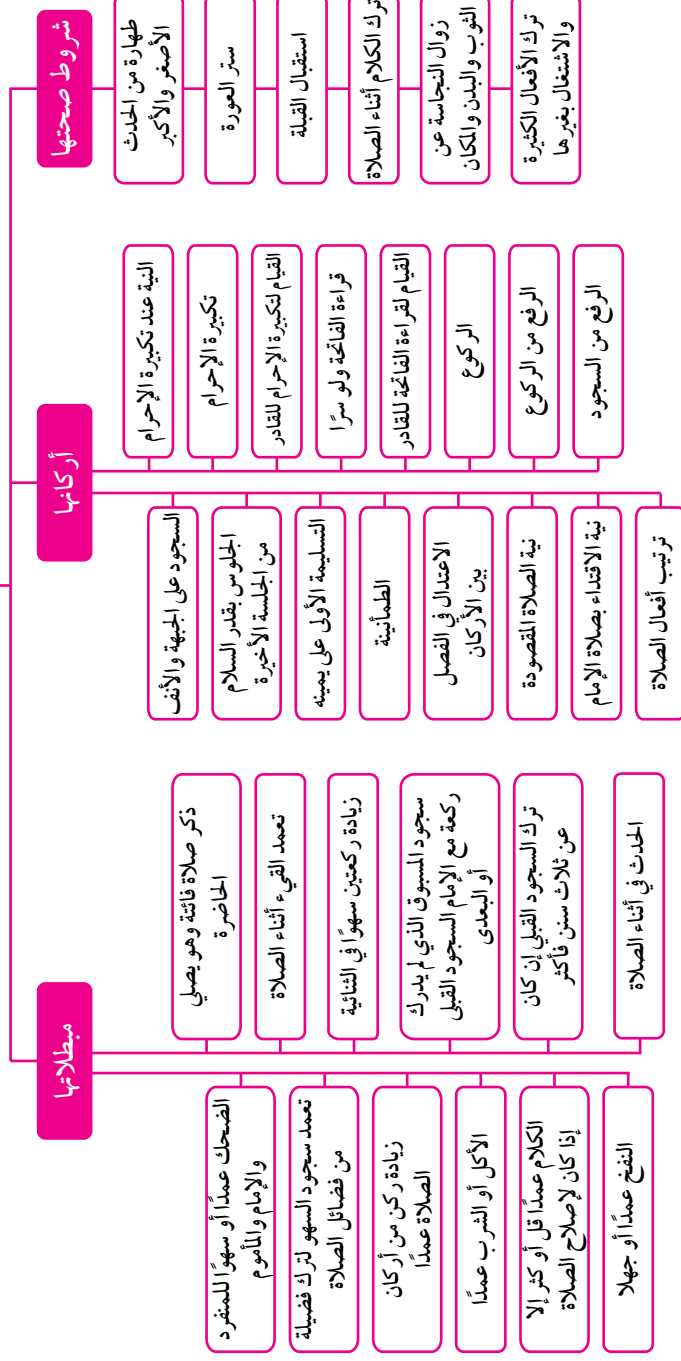 شروط صحتها
طهارة من الحدث
الأصغر والأكبر
ستر العورة
استقبال القبلة
ترك الكلام أثناء الصلاة
زوال النجاسة عن
الثوب والبدن والمكان
ترك الأفعال الكثيرة
والاشتغال بغيرها
أركانها
النية عند تكبيرة الإحرام
تكبيرة الإحرام
القيام لتكبيرة الإحرام للقادر
قراءة الفاتحة ولو سرًا
القيام لقراءة الفاتحة للقادر
الركوع
الرفع من الركوع
الرفع من السجود
السجود على الجبهة والأنف
الجلوس بقدر السلام
من الجلسة الأخيرة
التسليمة الأولى على يمينه
الطمأنينة
الاعتدال في الفصل
بين الأركان
نية الصلاة المقصودة
نية الاقتداء بصلاة الإمام
ترتيب أفعال الصلاة
مبطلاتها
ذكر صلاة فائتة وهو يصلي
الحاضرة
تعمد القيء أثناء الصلاة
زيادة ركعتين سهوًا في الثنائية
سجود المسبوق الذي لم يدرك
ركعة مع الإمام السجود القبلى
أو البعدى
ترك السجود القبلي إن كان
عن ثلاث سنن فأكثر
الحدث في أثناء الصلاة
الضحك عمدًا أو سهوًا للمنفرد
والإمام والمأموم
تعمد سجود السهو لترك فضيلة
من فضائل الصلاة
زيادة ركن من أركان
الصلاة عمدًا
الأكل أو الشرب عمدًا
الكلام عمدًا قل أو كثر إلا
إذا كان لإصلاح الصلاة
النفخ عمدًا أو جهلا